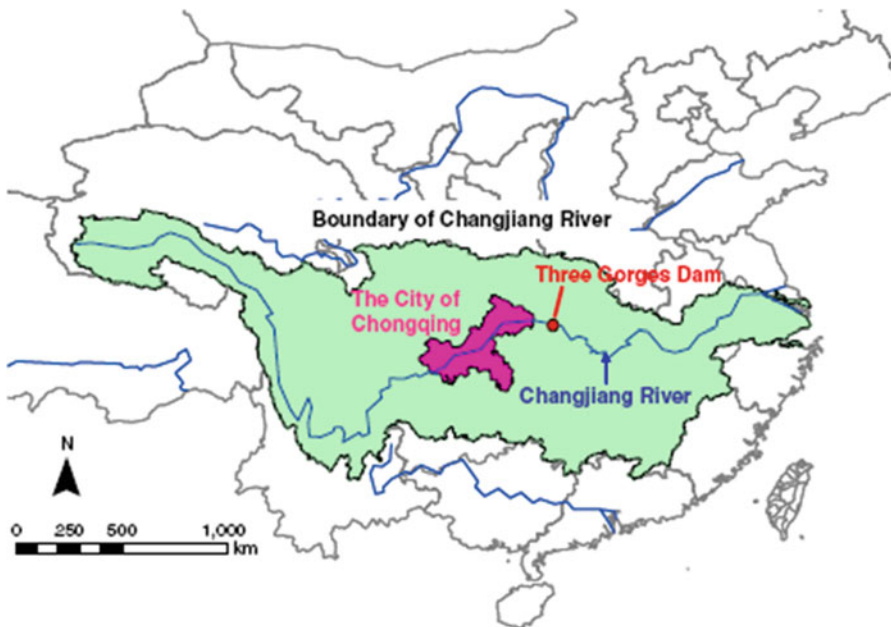 Boundary of Changjiang River
Three Gorges Dam
The City of
Chongqing
Changjiang River
N
0 250 500 1,000
km